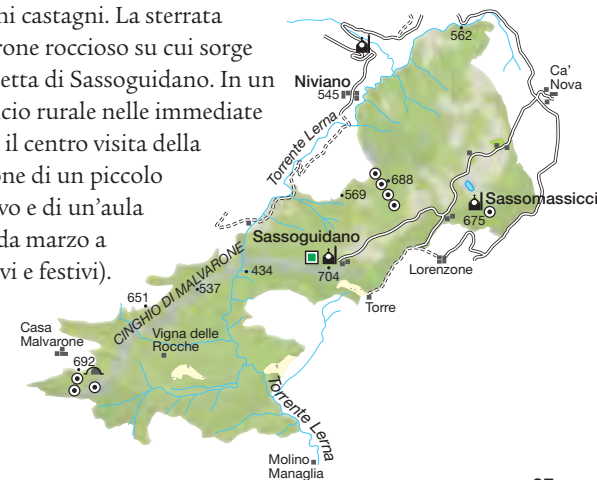 ni castagni. La sterrata
rone roccioso su cui sorge
etta di Sassoguidano. In un
cio rurale nelle immediate
il centro visita della
one di un piccolo
vo e di un'aula
da marzo a
vi e festivi).
562
Ca'
Nova
Niviano
545
Torrente Lerna
688
569
Sassomassiccio
675
Sassoguidano
704
Lorenzone
Torre
434
537
651
CINGHIO DI MALVARONE
Casa
Malvarone
Vigna delle
Rocche
692
Torrente Lerna
Molino
Managlia